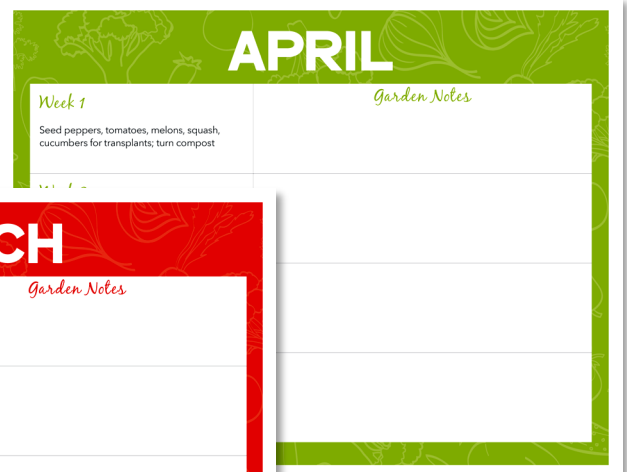 APRIL
Week 1
Garden Notes
Seed peppers, tomatoes, melons, squash,
cucumbers for transplants; turn compost
CH
Garden Notes